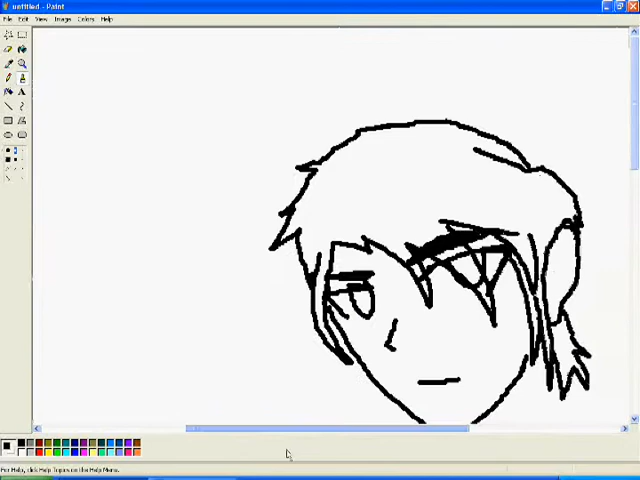 untitled - Paint
File Edit View Image Colors Help
A
For Help, click Help Topics on the Help Menu.